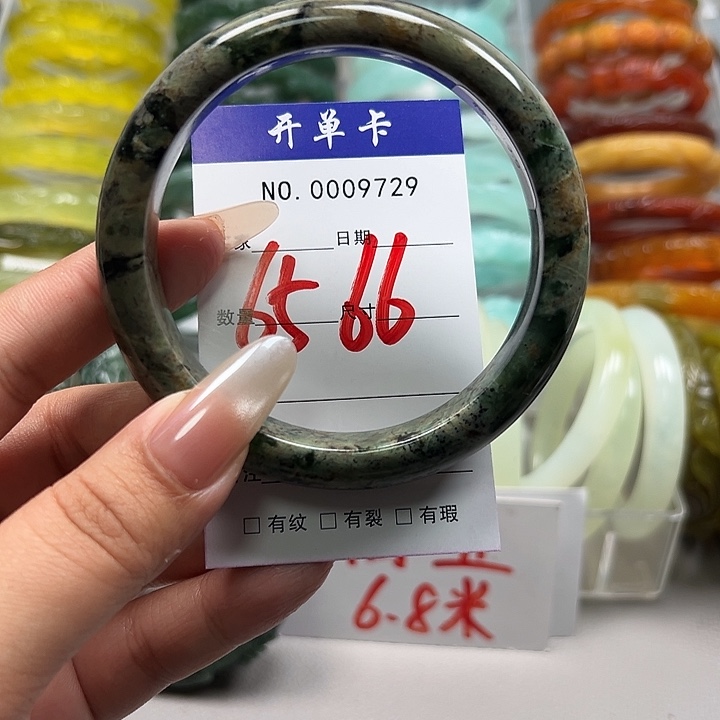 开单卡
NO. 0009729
日期
65 66
数量 尺寸
□ 有纹 □ 有裂 □ 有瑕
6.8米